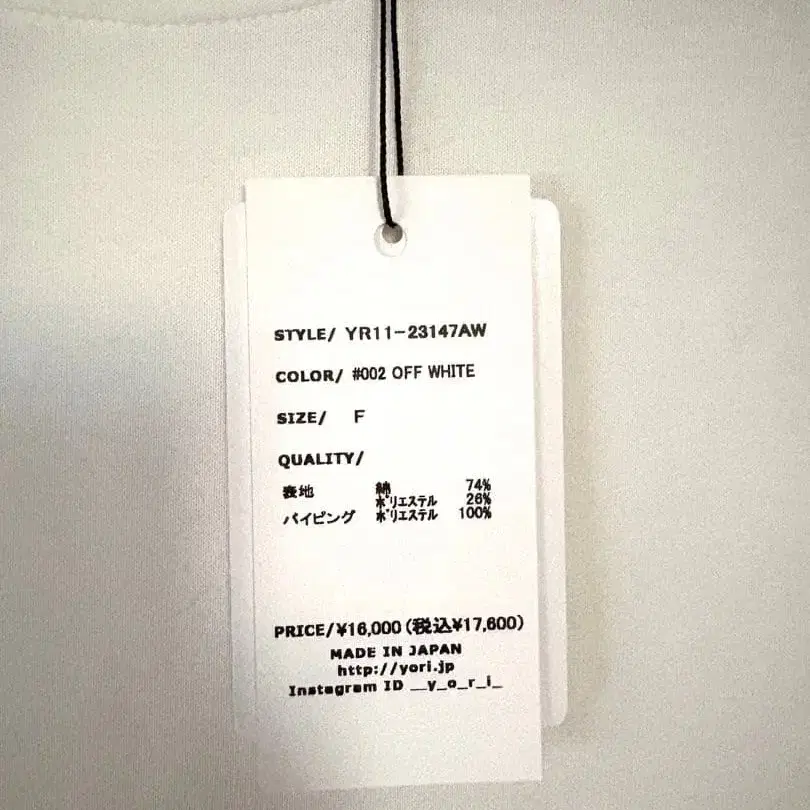 STYLE/ YR11-23147AW
COLOR/ #002 OFF WHITE
SIZE/ F
QUALITY/
表地 綿 74%
ポリエステル 26%
パイピング ポリエステル 100%
PRICE/¥16,000(税込¥17,600)
MADE IN JAPAN
http://yori.jp
Instagram ID __y_o_r_i_